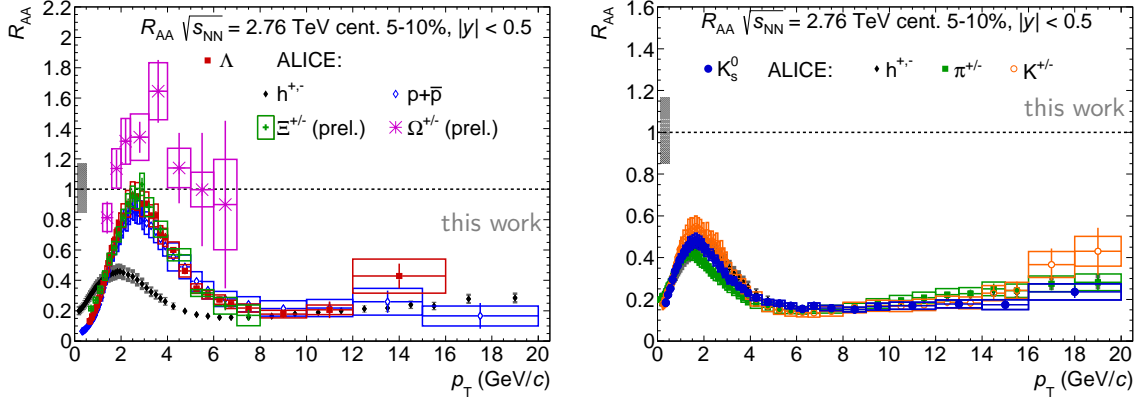 R_AA √s_NN = 2.76 TeV cent. 5-10%, |y| < 0.5
Λ ALICE:
h⁺,⁻ p+p̅
Ξ⁺/⁻ (prel.) Ω⁺/⁻ (prel.)
this work
R_AA
2.2
2
1.8
1.6
1.4
1.2
1
0.8
0.6
0.4
0.2
0
0 2 4 6 8 10 12 14 16 18 20
p_T (GeV/c)
R_AA √s_NN = 2.76 TeV cent. 5-10%, |y| < 0.5
K⁰_s ALICE: h⁺,⁻ π⁺/⁻ K⁺/⁻
this work
R_AA
1.6
1.4
1.2
1
0.8
0.6
0.4
0.2
0
0 2 4 6 8 10 12 14 16 18 20
p_T (GeV/c)